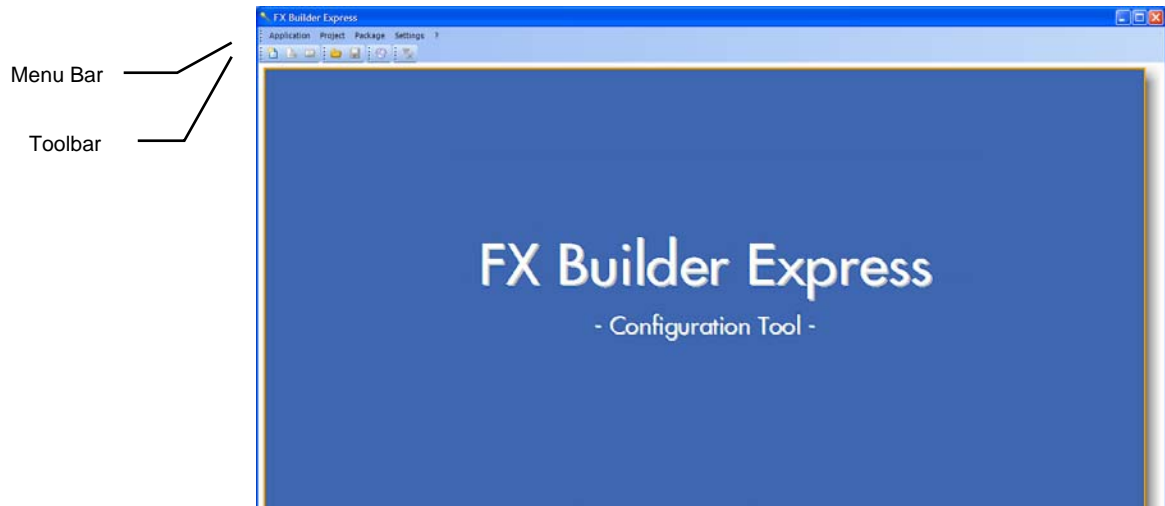 FX Builder Express
Application Project Package Settings ?
Menu Bar
Toolbar
FX Builder Express
- Configuration Tool -